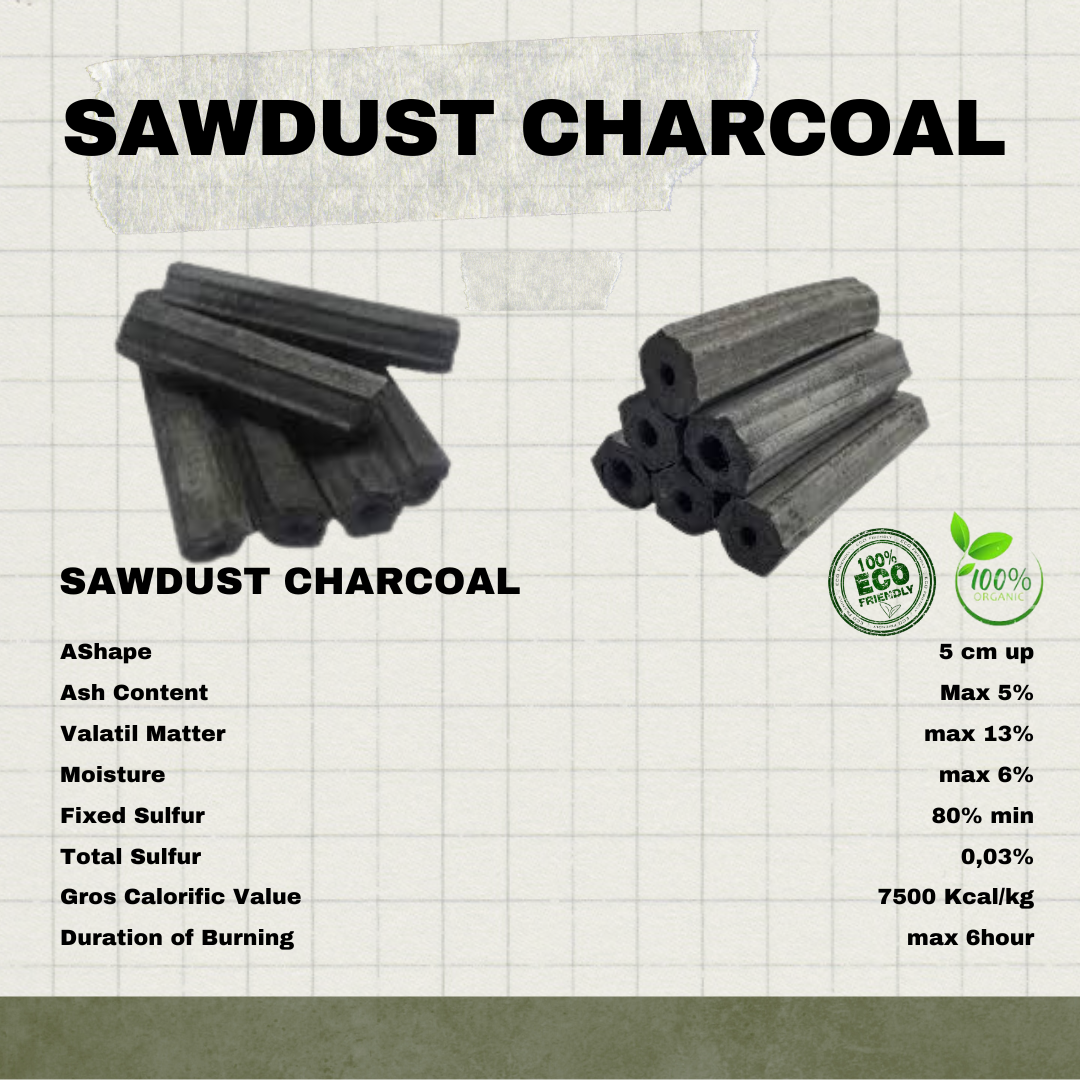 SAWDUST CHARCOAL
SAWDUST CHARCOAL
100%
ECO
FRIENDLY
100%
ORGANIC
AShape 5 cm up
Ash Content Max 5%
Valatil Matter max 13%
Moisture max 6%
Fixed Sulfur 80% min
Total Sulfur 0,03%
Gros Calorific Value 7500 Kcal/kg
Duration of Burning max 6hour